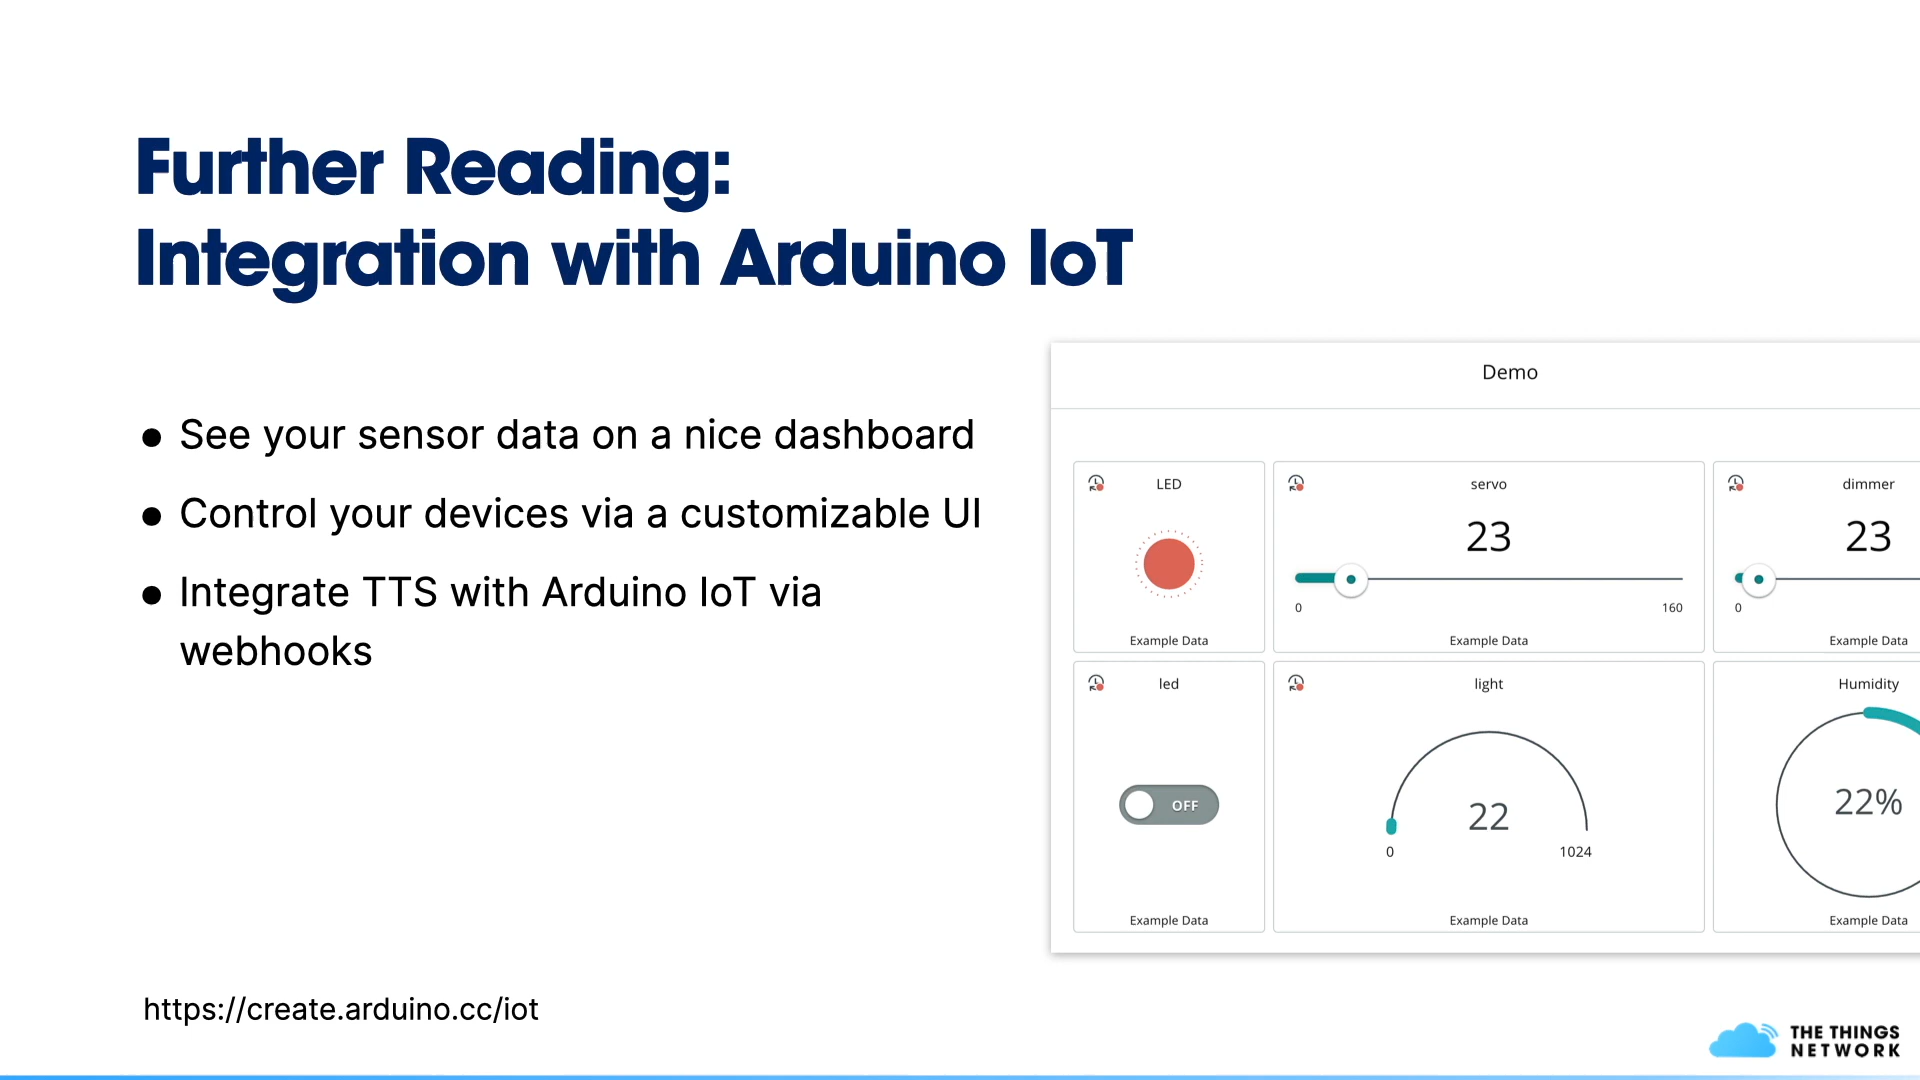 Further Reading:
Integration with Arduino IoT
● See your sensor data on a nice dashboard
● Control your devices via a customizable UI
● Integrate TTS with Arduino IoT via
webhooks
Demo
LED
Example Data
servo
23
0 160
Example Data
dimmer
23
0
Example Data
led
OFF
Example Data
light
22
0 1024
Example Data
Humidity
22%
Example Data
https://create.arduino.cc/iot
THE THINGS
NETWORK